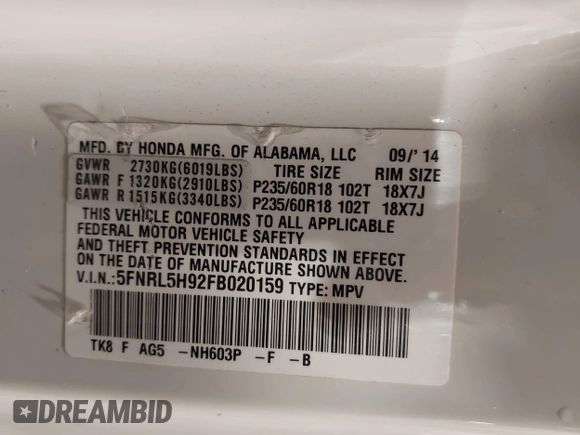 MFD. BY HONDA MFG. OF ALABAMA, LLC 09/'14
GVWR 2730KG(6019LBS) TIRE SIZE RIM SIZE
GAWR F 1320KG(2910LBS) P235/60R18 102T 18X7J
GAWR R 1515KG(3340LBS) P235/60R18 102T 18X7J
THIS VEHICLE CONFORMS TO ALL APPLICABLE
FEDERAL MOTOR VEHICLE SAFETY
AND THEFT PREVENTION STANDARDS IN EFFECT
ON THE DATE OF MANUFACTURE SHOWN ABOVE.
V.I.N.:5FNRL5H92FB020159 TYPE: MPV
TK8 F AG5 -NH603P -F -B
DREAMBID